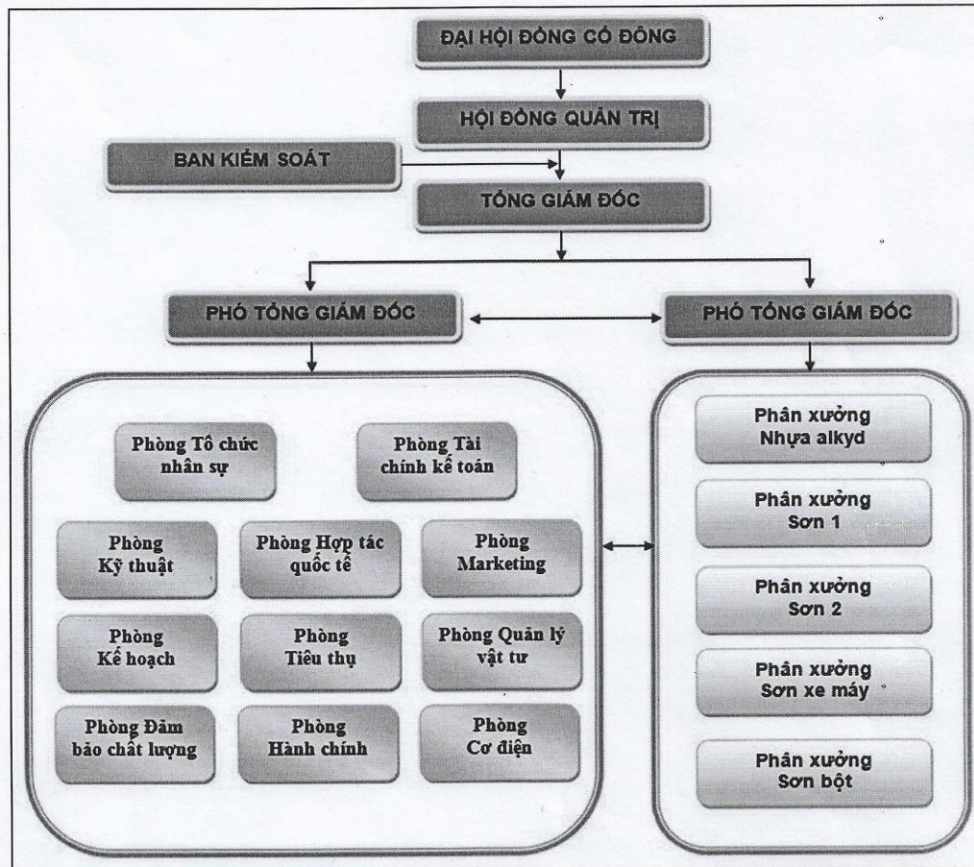 ĐẠI HỘI ĐỒNG CỔ ĐÔNG
HỘI ĐỒNG QUẢN TRỊ
BAN KIỂM SOÁT
TỔNG GIÁM ĐỐC
PHÓ TỔNG GIÁM ĐỐC
PHÓ TỔNG GIÁM ĐỐC
Phòng Tổ chức
nhân sự
Phòng Tài
chính kế toán
Phòng
Kỹ thuật
Phòng Hợp tác
quốc tế
Phòng
Marketing
Phòng
Kế hoạch
Phòng
Tiêu thụ
Phòng Quản lý
vật tư
Phòng Đảm
bảo chất lượng
Phòng
Hành chính
Phòng
Cơ điện
Phân xưởng
Nhựa alkyd
Phân xưởng
Sơn 1
Phân xưởng
Sơn 2
Phân xưởng
Sơn xe máy
Phân xưởng
Sơn bột